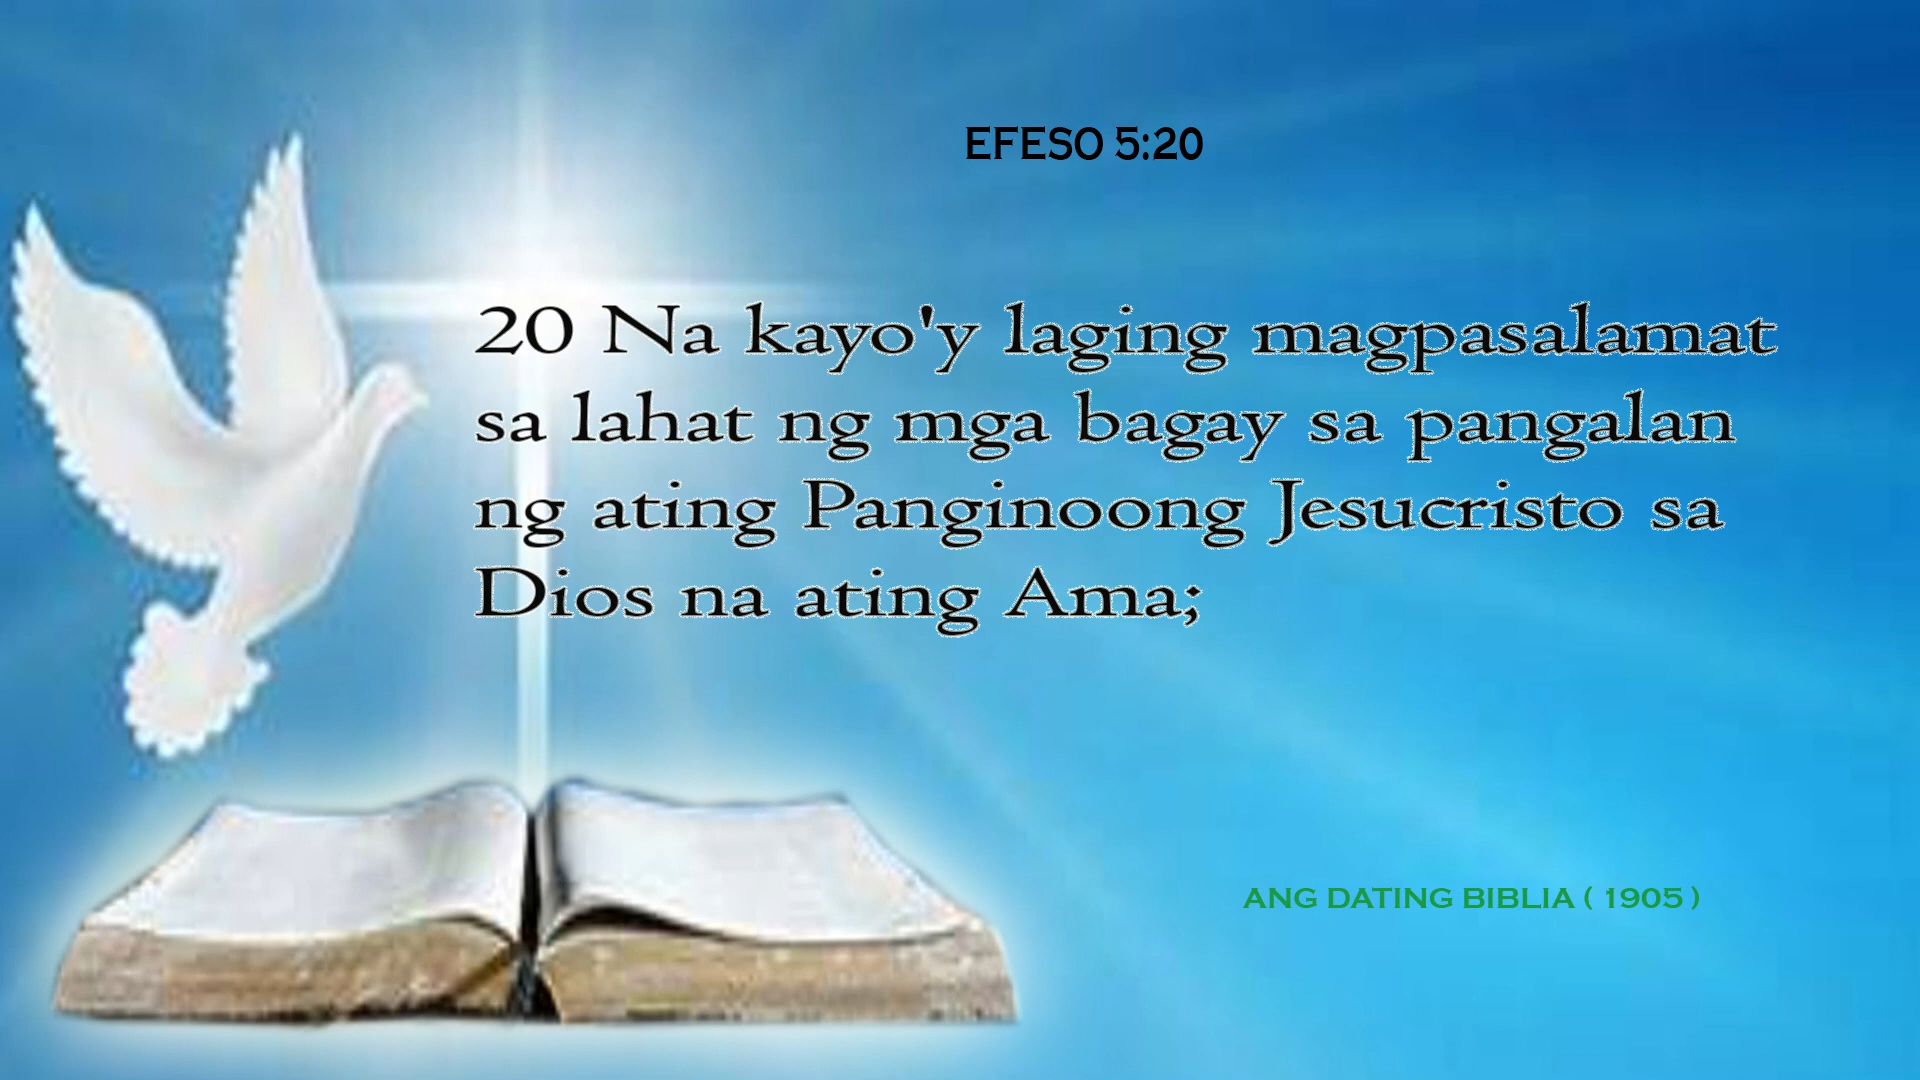 EFESO 5:20
20 Na kayo'y laging magpasalamat
sa lahat ng mga bagay sa pangalan
ng ating Panginoong Jesucristo sa
Dios na ating Ama;
ANG DATING BIBLIA ( 1905 )